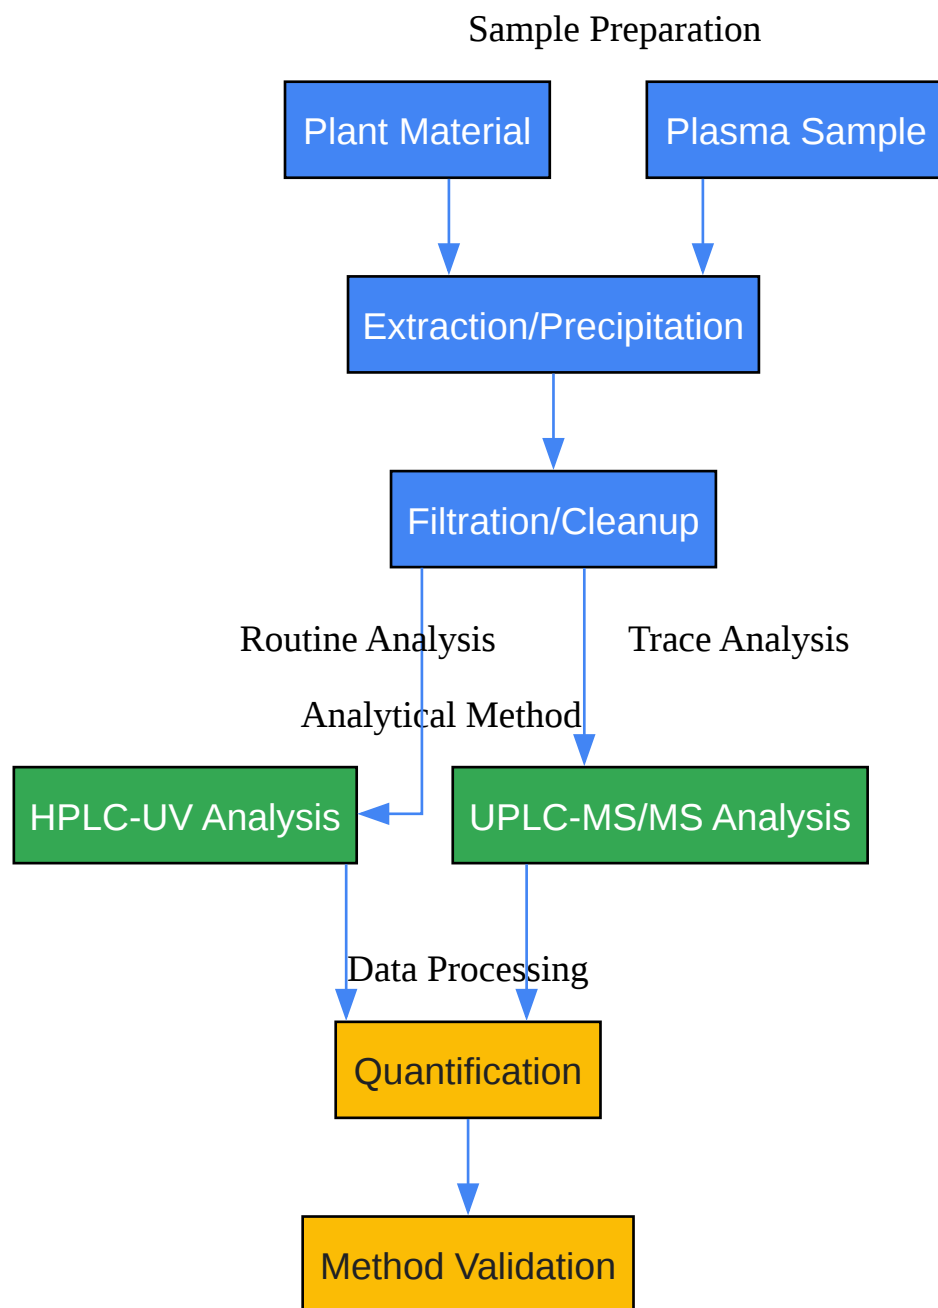 Sample Preparation
Plant Material
Plasma Sample
Extraction/Precipitation
Filtration/Cleanup
Routine Analysis
Trace Analysis
Analytical Method
HPLC-UV Analysis
UPLC-MS/MS Analysis
Data Processing
Quantification
Method Validation